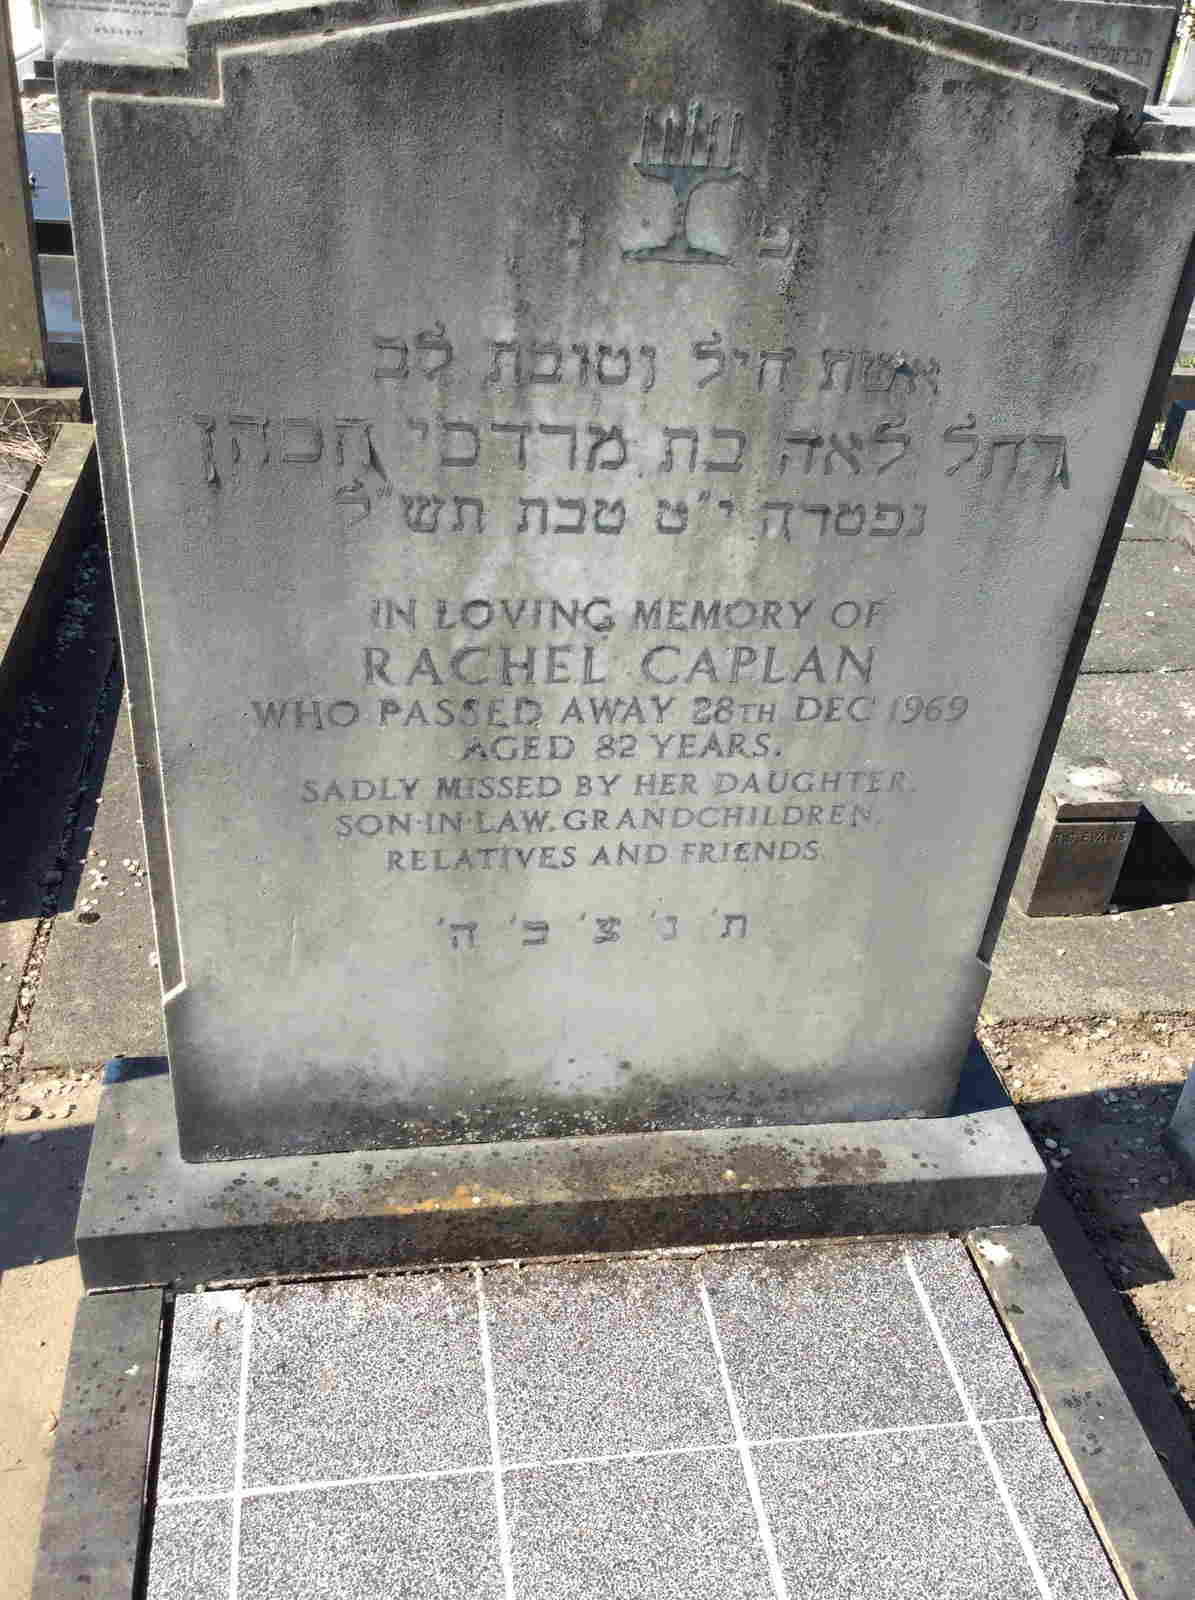 נ
אשת חיל וטובת לב
רחל לאה בת מרדכי הכהן
נפטרה י"ט טבת תש"ל
IN LOVING MEMORY OF
RACHEL CAPLAN
WHO PASSED AWAY 28TH DEC 1969
AGED 82 YEARS.
SADLY MISSED BY HER DAUGHTER.
SON-IN-LAW, GRANDCHILDREN,
RELATIVES AND FRIENDS
ת' נ' צ' ב' ה'
EVANS